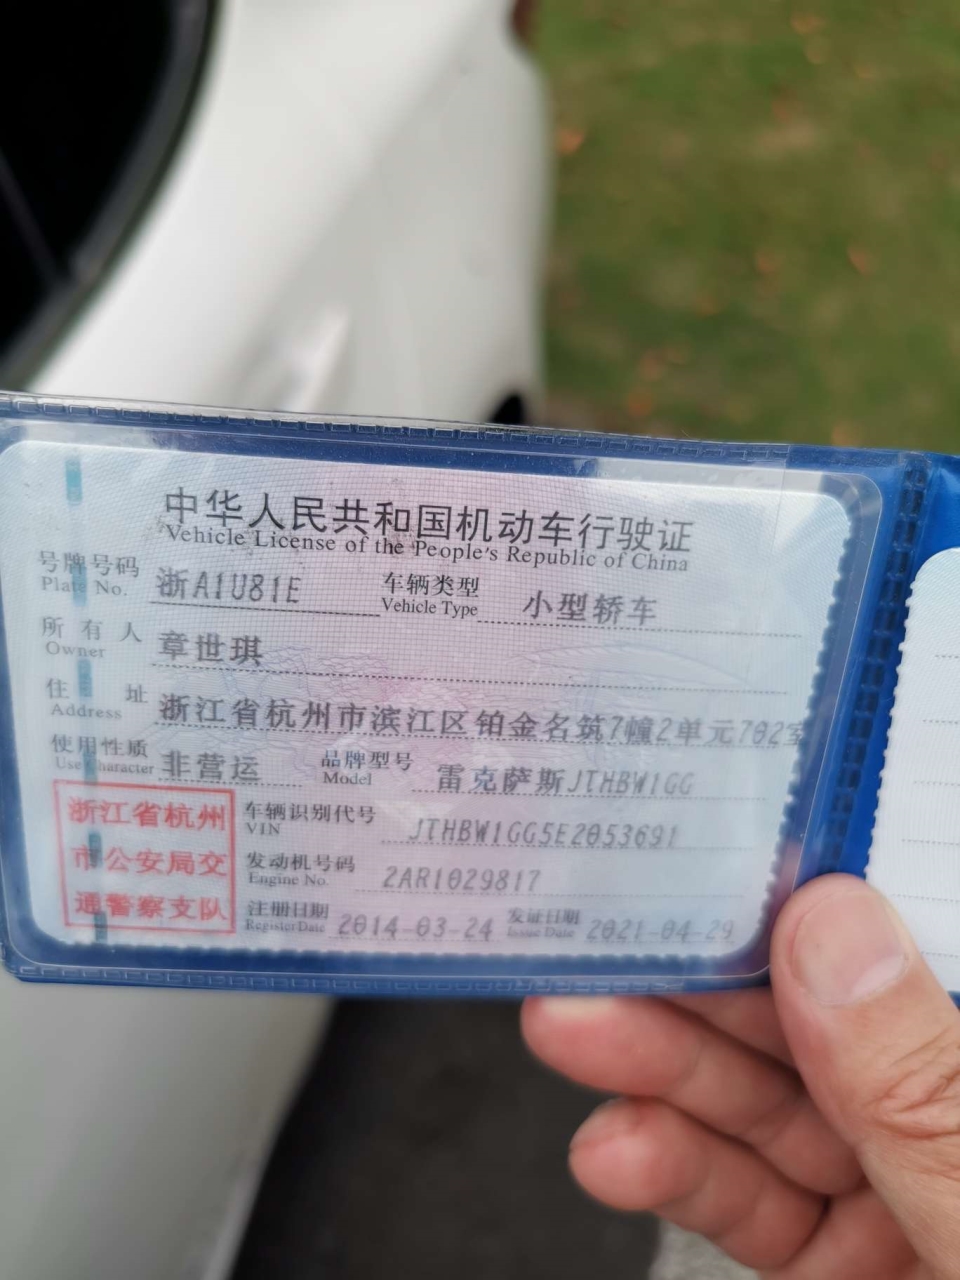 中华人民共和国机动车行驶证
Vehicle License of the People's Republic of China
号牌号码 浙A1U81E 车辆类型 小型轿车
Plate No. Vehicle Type
所有人 章世琪
Owner
住址 浙江省杭州市滨江区铂金名筑7幢2单元702室
Address
使用性质 非营运 品牌型号 雷克萨斯JTHBW1GG
Use Character Model
浙江省杭州
市公安局交
通警察支队
车辆识别代号 JTHBW1GG5E2053691
VIN
发动机号码 2AR1029817
Engine No.
注册日期 2014-03-24 发证日期 2021-04-29
Register Date Issue Date